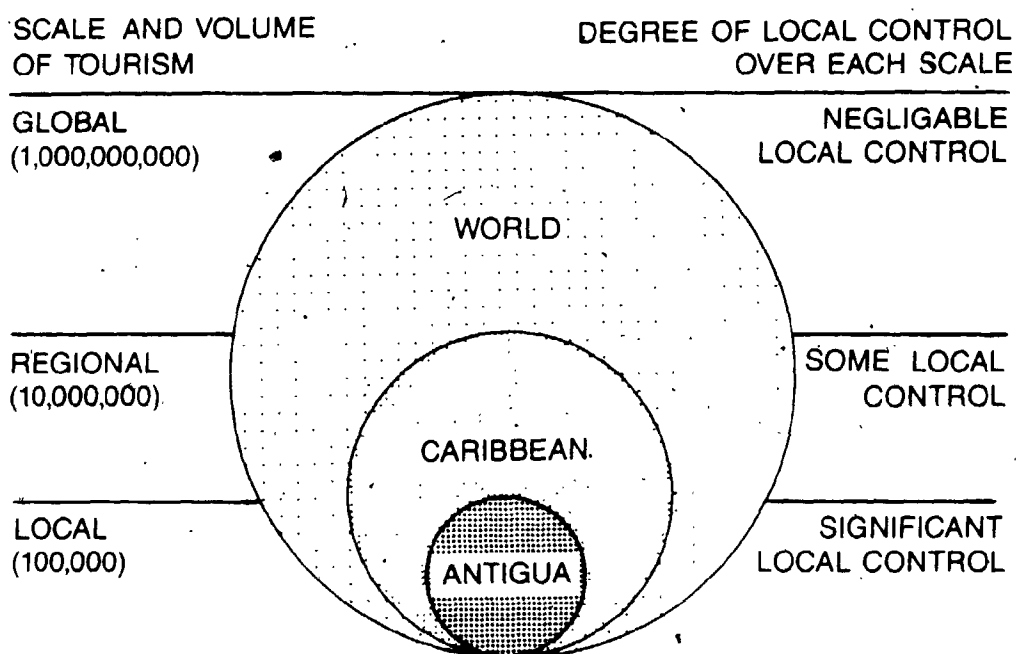 SCALE AND VOLUME
OF TOURISM
DEGREE OF LOCAL CONTROL
OVER EACH SCALE
GLOBAL
(1,000,000,000)
NEGLIGABLE
LOCAL CONTROL
WORLD
REGIONAL
(10,000,000)
SOME LOCAL
CONTROL
CARIBBEAN
LOCAL
(100,000)
SIGNIFICANT
LOCAL CONTROL
ANTIGUA